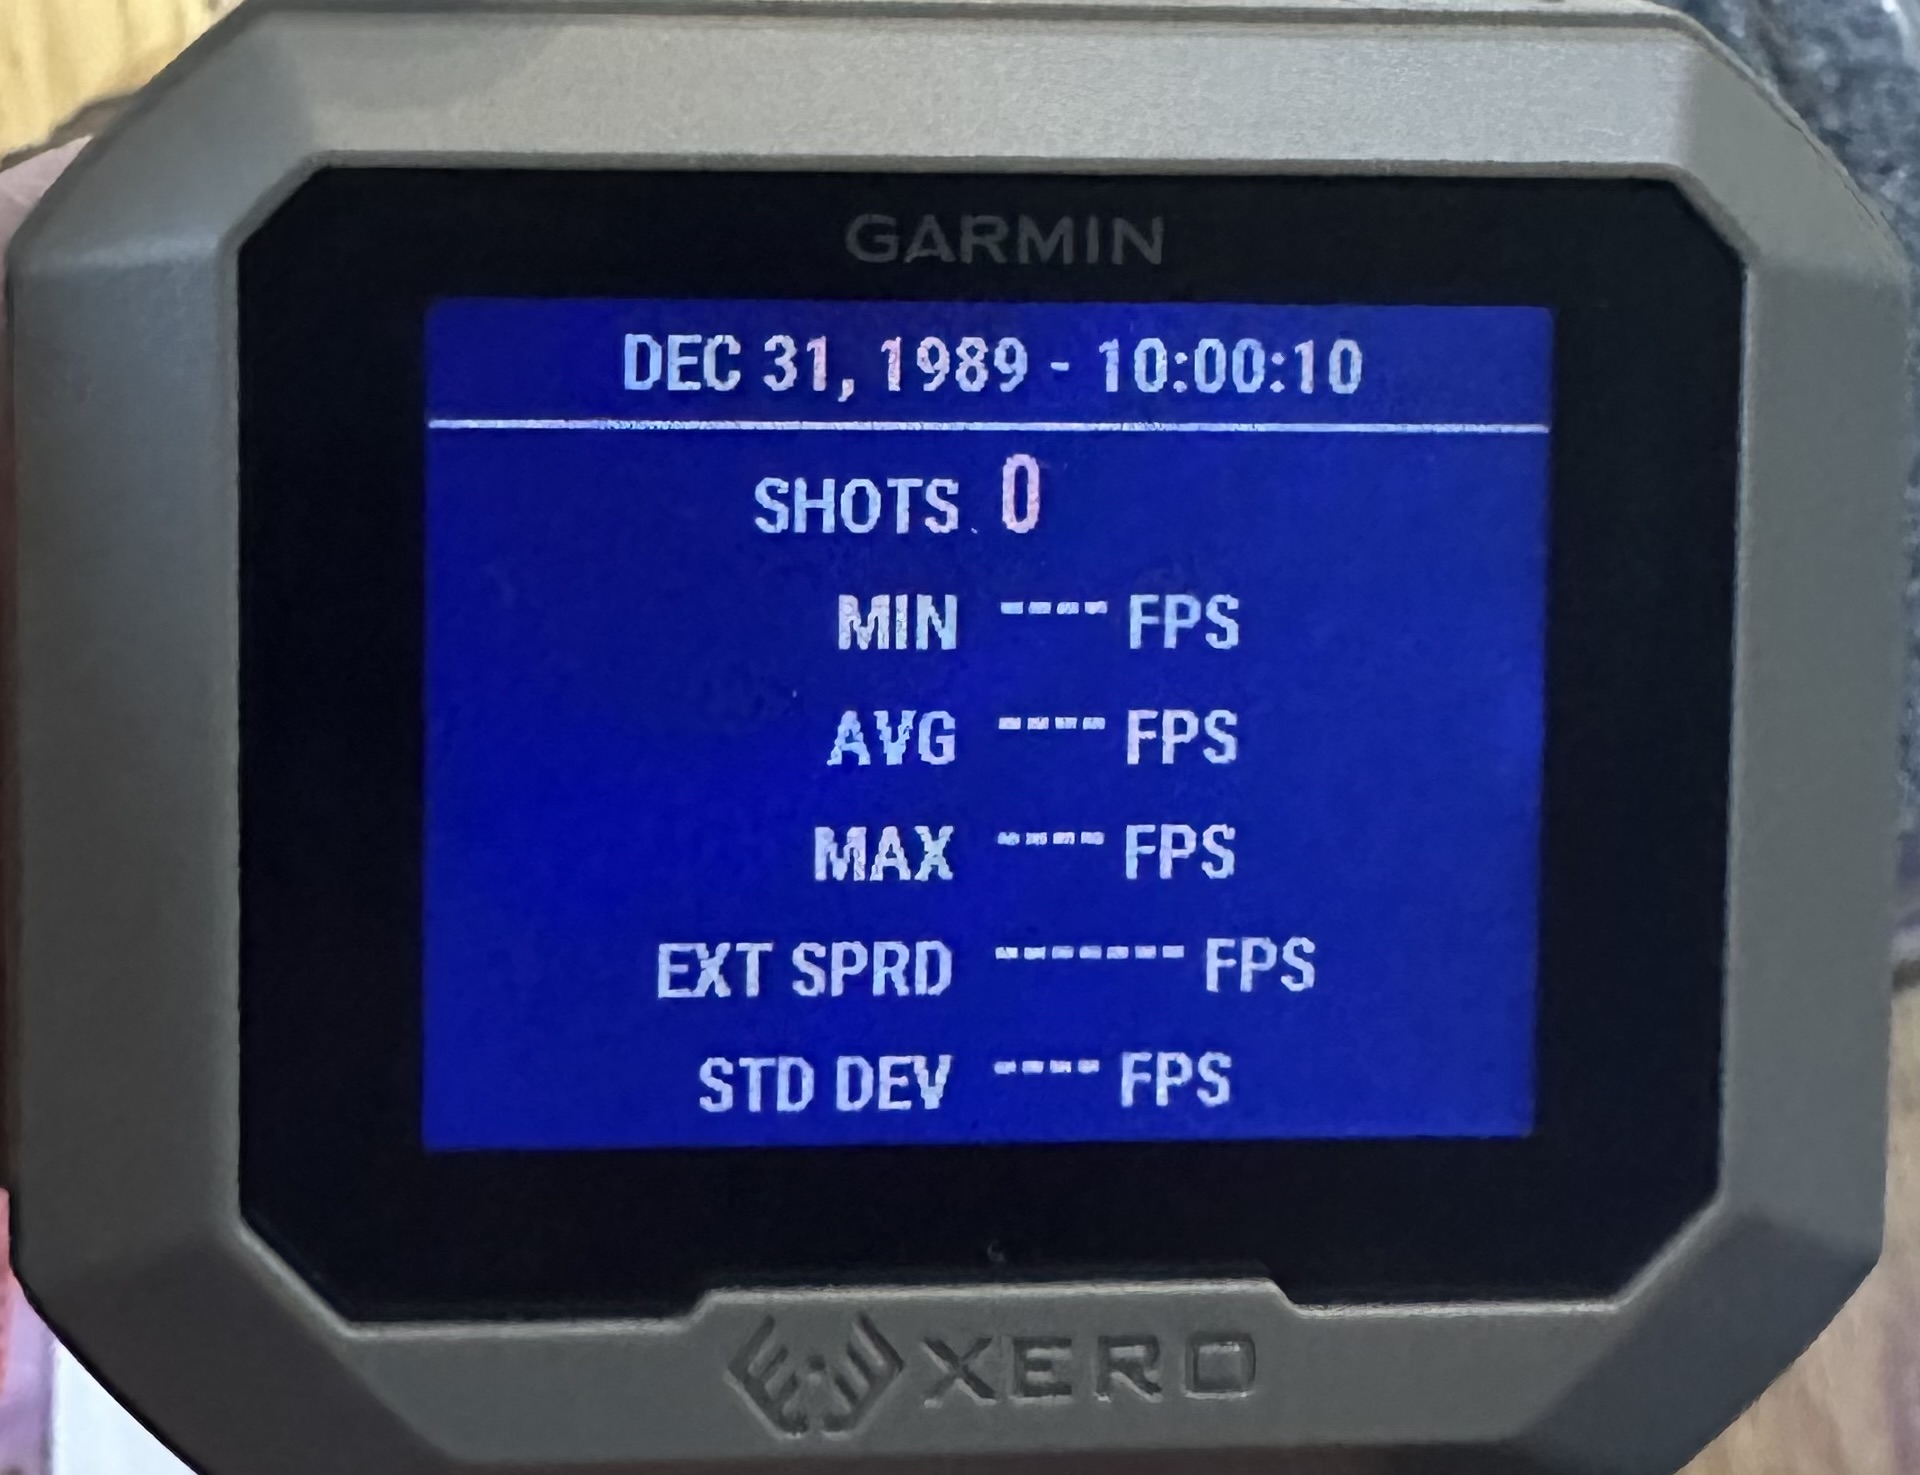 GARMIN
DEC 31, 1989 - 10:00:10
SHOTS 0
MIN ---- FPS
AVG ---- FPS
MAX ---- FPS
EXT SPRD ------- FPS
STD DEV ---- FPS
XERO